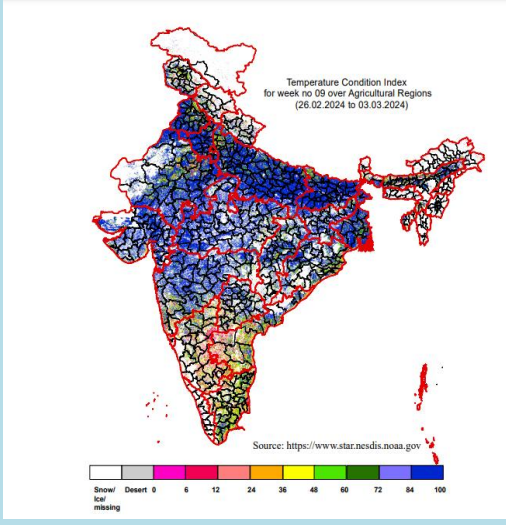 Temperature Condition Index
for week no 09 over Agricultural Regions
(26.02.2024 to 03.03.2024)
Source: https://www.star.nesdis.noaa.gov
Snow/ Ice/ missing
Desert 0 6 12 24 36 48 60 72 84 100